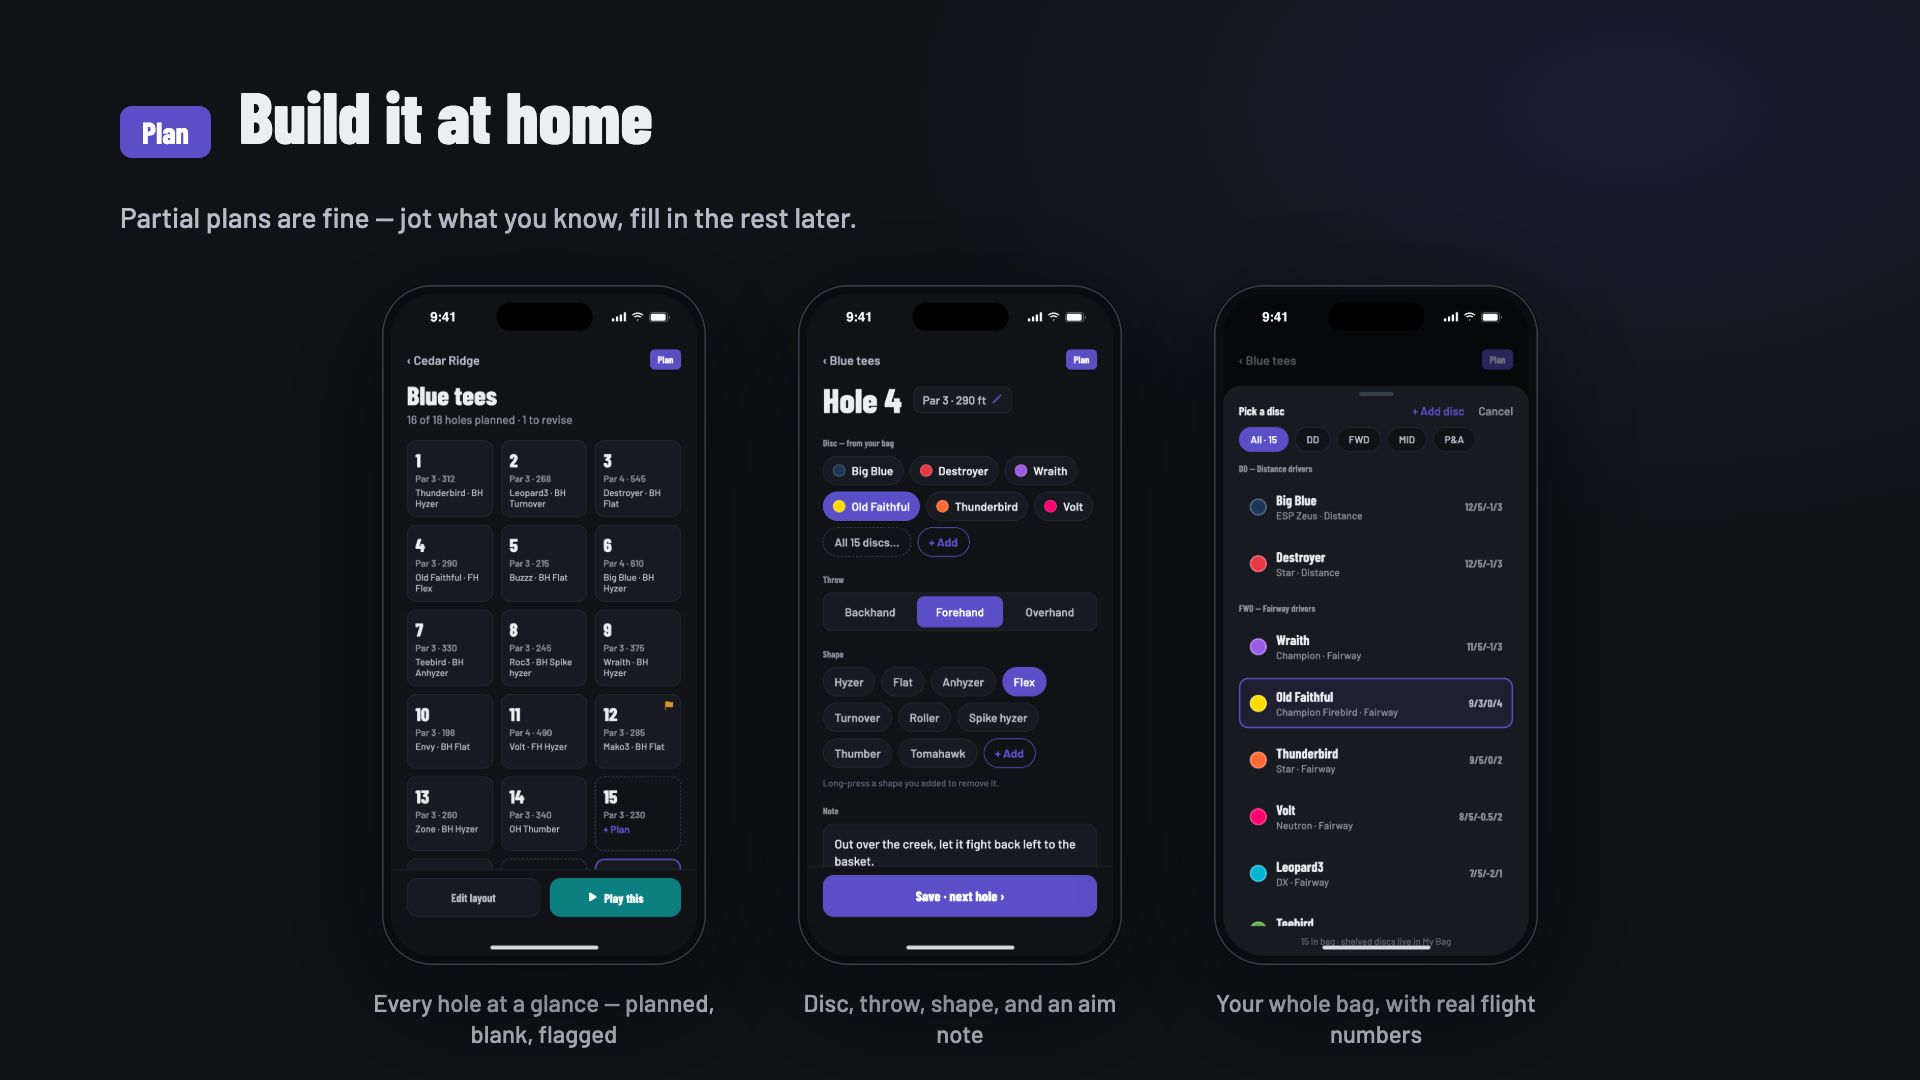 Plan
Build it at home
Partial plans are fine — jot what you know, fill in the rest later.
9:41
‹ Cedar Ridge
Plan
Blue tees
16 of 18 holes planned · 1 to revise
1
Par 3 · 312
Thunderbird · BH
Hyzer
2
Par 3 · 268
Leopard3 · BH
Turnover
3
Par 4 · 545
Destroyer · BH
Flat
4
Par 3 · 290
Old Faithful · FH
Flex
5
Par 3 · 215
Buzzz · BH Flat
6
Par 4 · 610
Big Blue · BH
Hyzer
7
Par 3 · 330
Teebird · BH
Anhyzer
8
Par 3 · 245
Roc3 · BH Spike
hyzer
9
Par 3 · 375
Wraith · BH
Hyzer
10
Par 3 · 198
Envy · BH Flat
11
Par 4 · 490
Volt · FH Hyzer
12
Par 3 · 285
Mako3 · BH Flat
13
Par 3 · 260
Zone · BH Hyzer
14
Par 3 · 340
OH Thumber
15
Par 3 · 230
+ Plan
Edit layout
Play this
Every hole at a glance — planned,
blank, flagged
9:41
‹ Blue tees
Plan
Hole 4
Par 3 · 290 ft
Disc — from your bag
Big Blue
Destroyer
Wraith
Old Faithful
Thunderbird
Volt
All 15 discs...
+ Add
Throw
Backhand
Forehand
Overhand
Shape
Hyzer
Flat
Anhyzer
Flex
Turnover
Roller
Spike hyzer
Thumber
Tomahawk
+ Add
Long-press a shape you added to remove it.
Note
Out over the creek, let it fight back left to the
basket.
Save · next hole ›
Disc, throw, shape, and an aim
note
9:41
‹ Blue tees
Plan
Pick a disc
+ Add disc
Cancel
All · 15
DD
FWD
MID
P&A
DD — Distance drivers
Big Blue
ESP Zeus · Distance
12/5/-1/3
Destroyer
Star · Distance
12/5/-1/3
FWD — Fairway drivers
Wraith
Champion · Fairway
11/5/-1/3
Old Faithful
Champion Firebird · Fairway
9/3/0/4
Thunderbird
Star · Fairway
9/5/0/2
Volt
Neutron · Fairway
8/5/-0.5/2
Leopard3
DX · Fairway
7/5/-2/1
Teebird
15 in bag · shelved discs live in My Bag
Your whole bag, with real flight
numbers